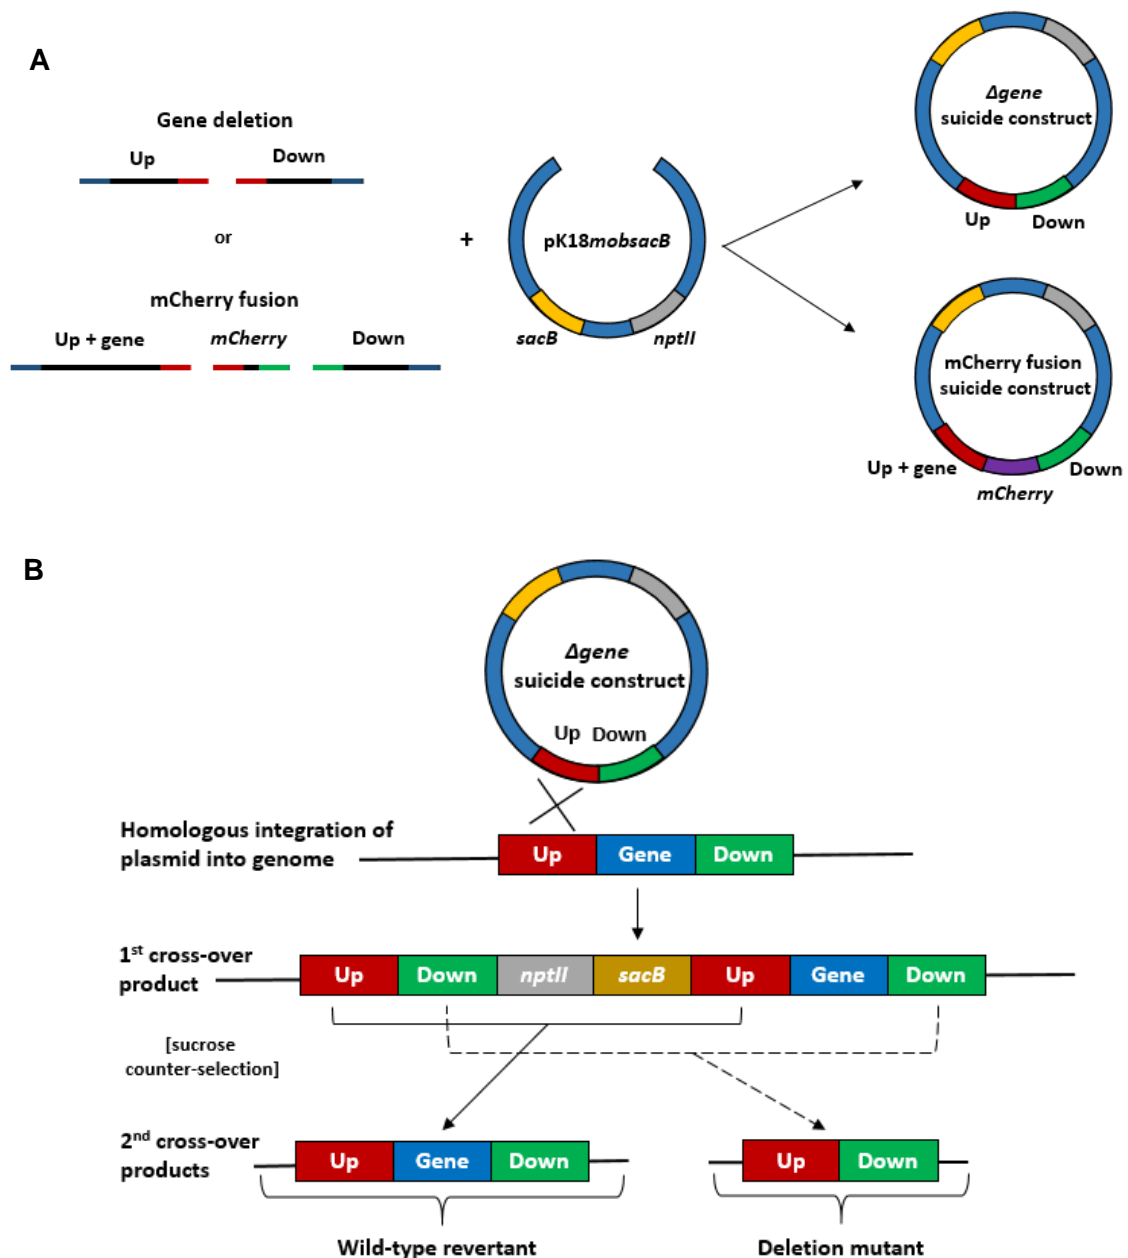 A
Gene deletion
Up
Down
or
mCherry fusion
Up + gene
mCherry
Down
+
pK18mobsacB
sacB
nptII
Δgene
suicide construct
Up
Down
mCherry fusion
suicide construct
Up + gene
mCherry
Down
B
Δgene
suicide construct
Up Down
Homologous integration of
plasmid into genome
Up Gene Down
1st cross-over
product
Up Down nptII sacB Up Gene Down
[sucrose
counter-selection]
2nd cross-over
products
Up Gene Down
Up Down
Wild-type revertant
Deletion mutant